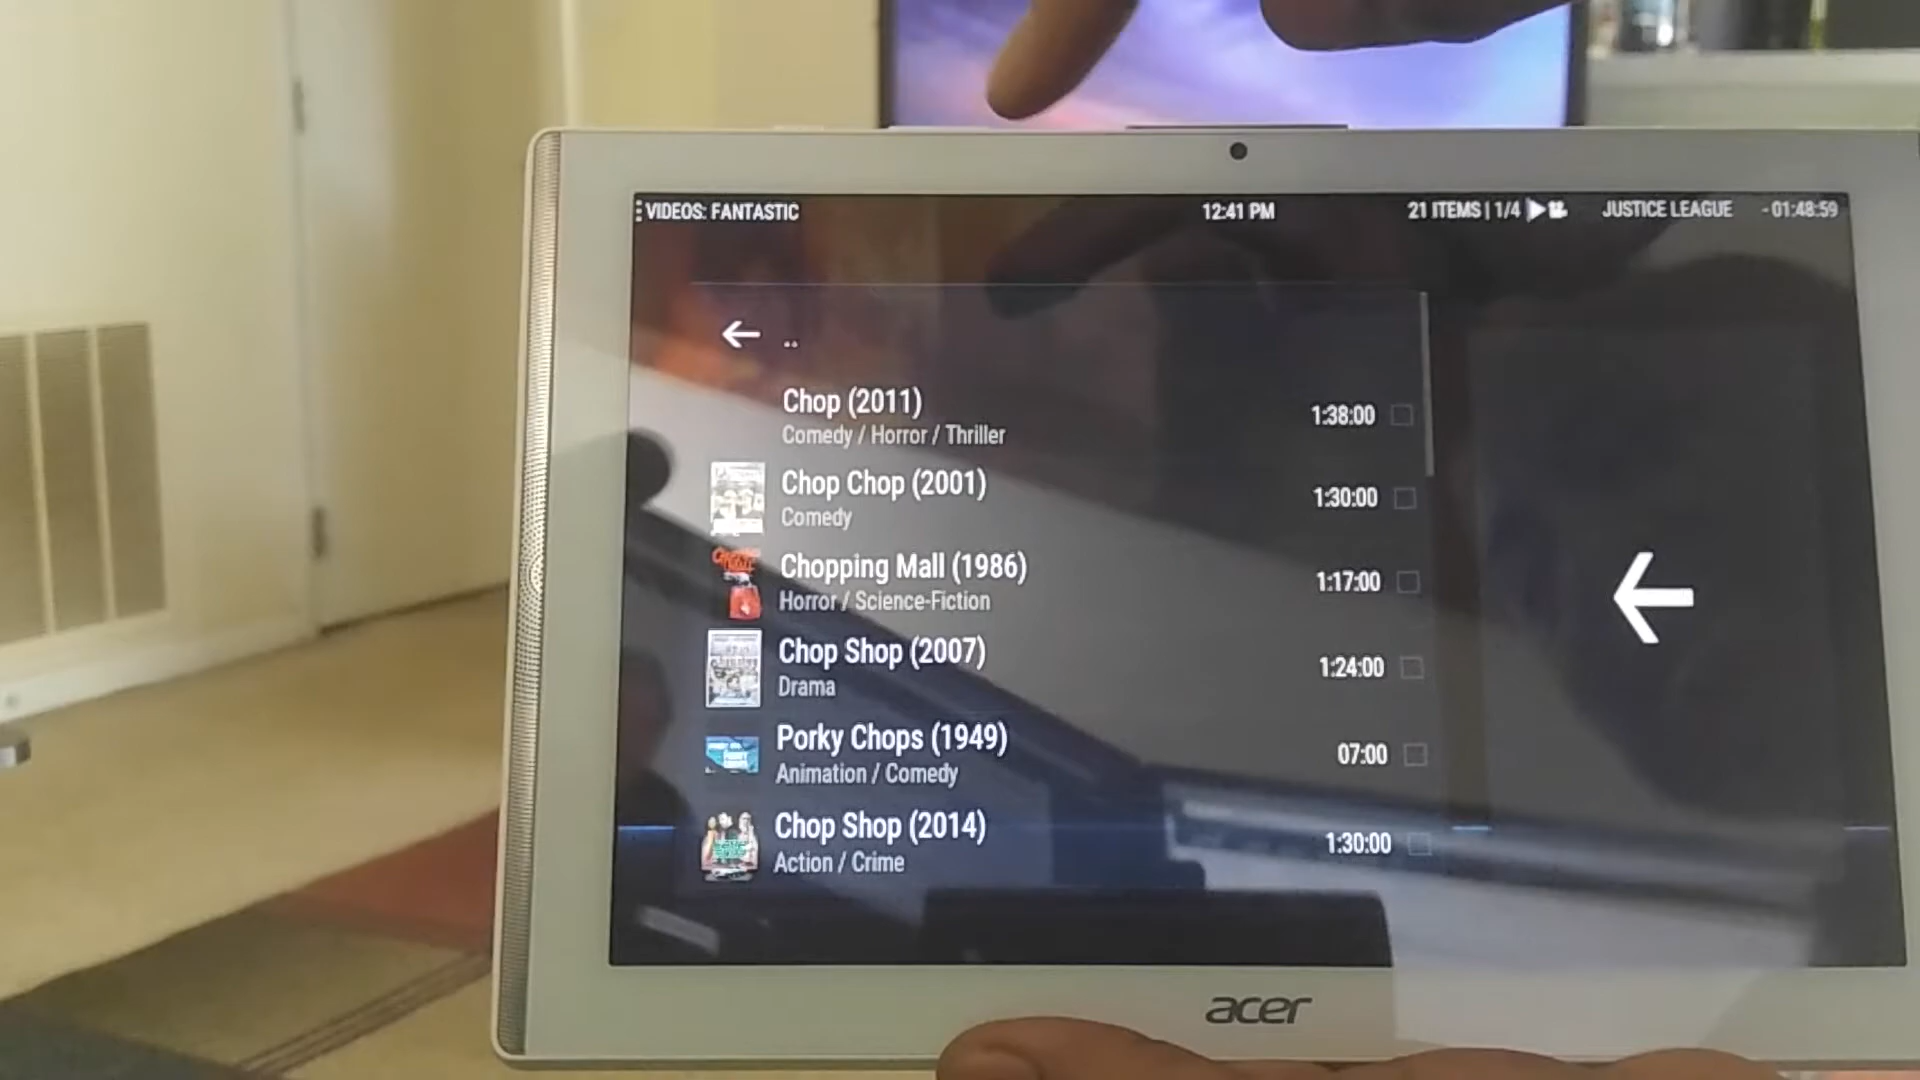 VIDEOS: FANTASTIC
12:41 PM
21 ITEMS | 1/4
JUSTICE LEAGUE
- 01:48:59
..
Chop (2011)
1:38:00
Comedy / Horror / Thriller
Chop Chop (2001)
1:30:00
Comedy
Chopping Mall (1986)
1:17:00
Horror / Science-Fiction
Chop Shop (2007)
1:24:00
Drama
Porky Chops (1949)
07:00
Animation / Comedy
Chop Shop (2014)
1:30:00
Action / Crime
acer